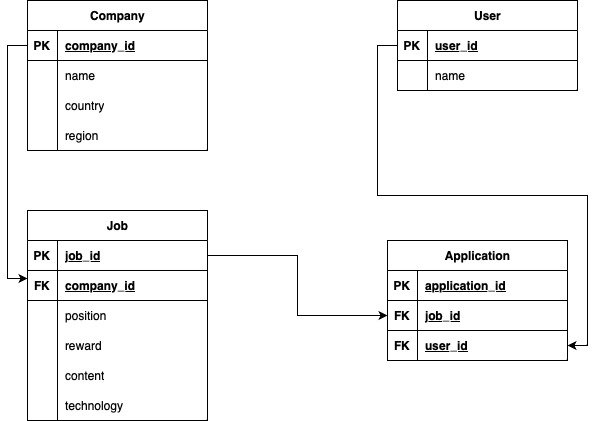 Company
PK company_id
name
country
region
User
PK user_id
name
Job
PK job_id
FK company_id
position
reward
content
technology
Application
PK application_id
FK job_id
FK user_id